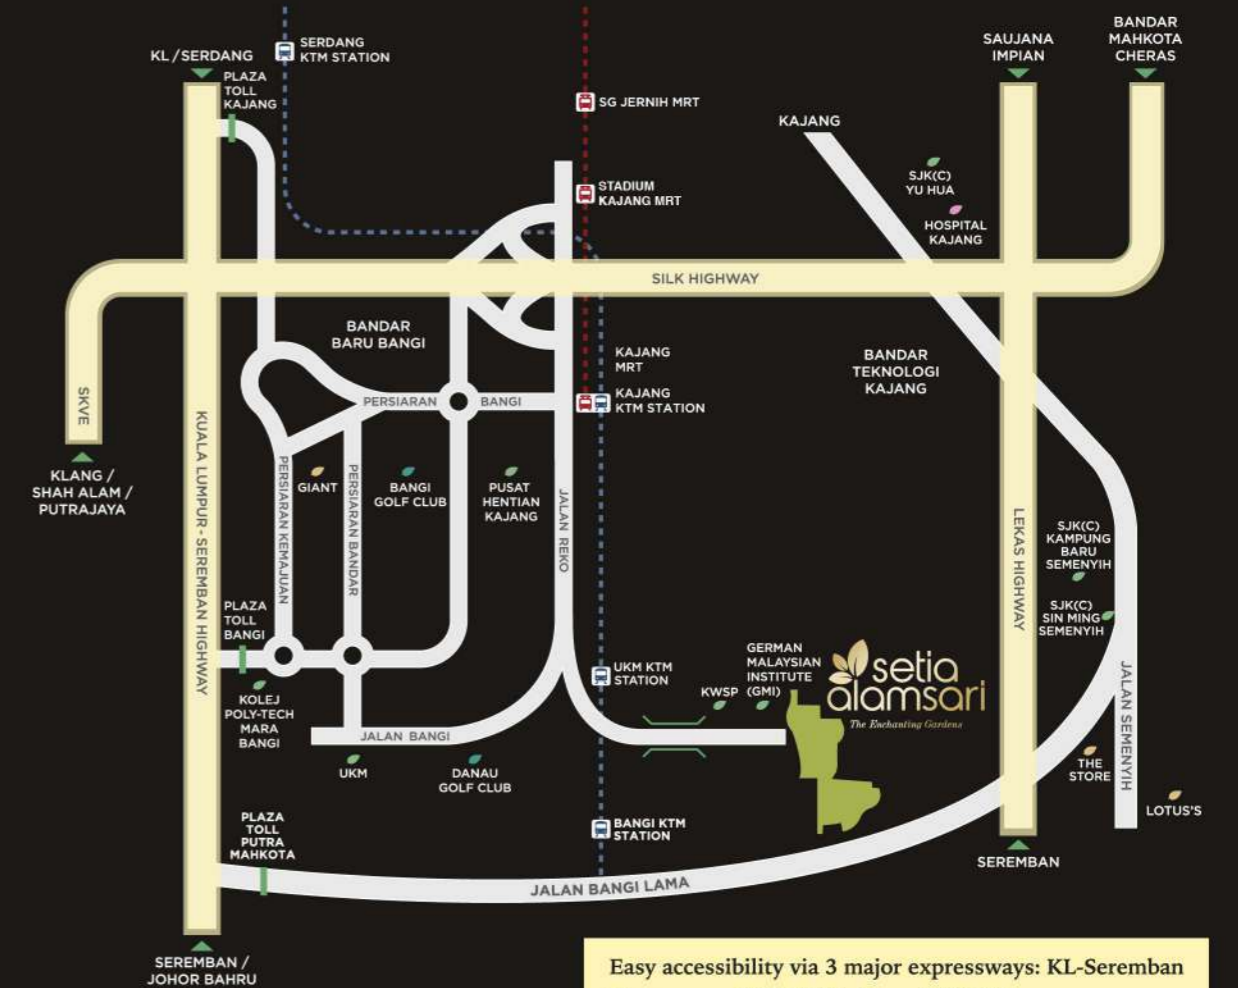 KL/SERDANG
PLAZA
TOLL
KAJANG
SERDANG
KTM STATION
SG JERNIH MRT
STADIUM
KAJANG MRT
KAJANG
SJK(C)
YU HUA
HOSPITAL
KAJANG
SAUJANA
IMPIAN
BANDAR
MAHKOTA
CHERAS
SILK HIGHWAY
SKVE
KLANG /
SHAH ALAM /
PUTRAJAYA
KUALA LUMPUR - SEREMBAN HIGHWAY
BANDAR
BARU BANGI
PERSIARAN BANGI
KAJANG
MRT
KAJANG
KTM STATION
BANDAR
TEKNOLOGI
KAJANG
PERSIARAN KEMAJUAN
GIANT
PERSIARAN BANDAR
BANGI
GOLF CLUB
PUSAT
HENTIAN
KAJANG
JALAN REKO
LEKAS HIGHWAY
SJK(C)
KAMPUNG
BARU
SEMENYIH
SJK(C)
SIN MING
SEMENYIH
PLAZA
TOLL
BANGI
KOLEJ
POLY-TECH
MARA
BANGI
JALAN BANGI
UKM
DANAU
GOLF CLUB
UKM KTM
STATION
KWSP
GERMAN
MALAYSIAN
INSTITUTE
(GMI)
setia
alamsari
The Enchanting Gardens
JALAN SEMENYIH
THE
STORE
LOTUS'S
PLAZA
TOLL
PUTRA
MAHKOTA
BANGI KTM
STATION
SEREMBAN
JALAN BANGI LAMA
SEREMBAN /
JOHOR BAHRU
Easy accessibility via 3 major expressways: KL-Seremban